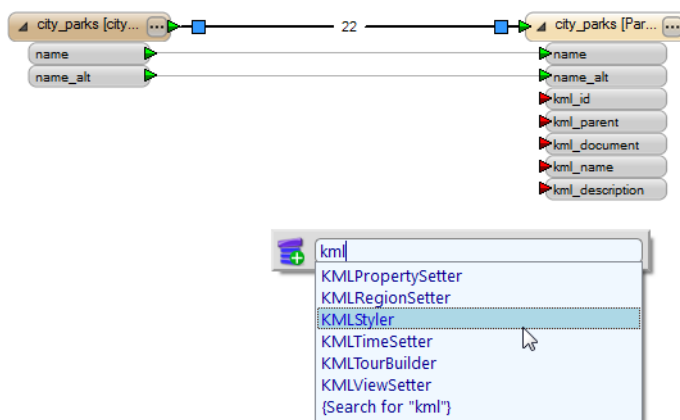 city_parks [city... ...
22
city_parks [Par... ...
name
name_alt
name
name_alt
kml_id
kml_parent
kml_document
kml_name
kml_description
kml
KMLPropertySetter
KMLRegionSetter
KMLStyler
KMLTimeSetter
KMLTourBuilder
KMLViewSetter
{Search for "kml"}